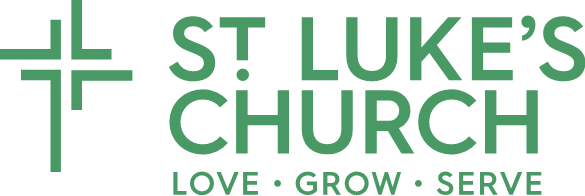 ST. LUKE'S
CHURCH
LOVE • GROW • SERVE